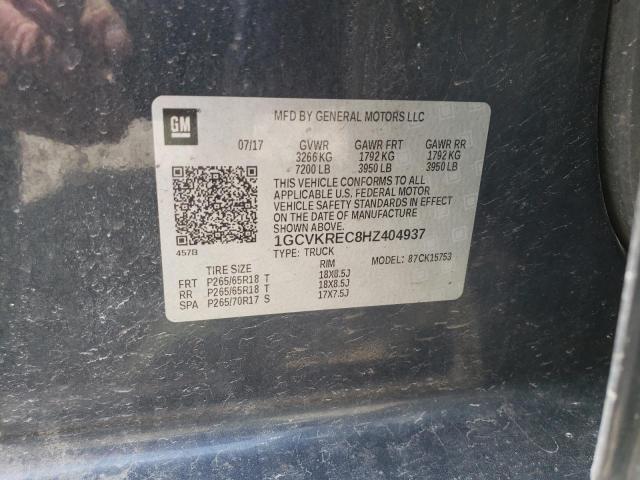 GM
MFD BY GENERAL MOTORS LLC
07/17 GVWR GAWR FRT GAWR RR
3266 KG 1792 KG 1792 KG
7200 LB 3950 LB 3950 LB
THIS VEHICLE CONFORMS TO ALL
APPLICABLE U.S. FEDERAL MOTOR
VEHICLE SAFETY STANDARDS IN EFFECT
ON THE DATE OF MANUFACTURE
SHOWN ABOVE.
1GCVKREC8HZ404937
457B TYPE: TRUCK 87CK15753
TIRE SIZE RIM
FRT P265/65R18 T 18X8.5J
RR P265/65R18 T 18X8.5J
SPA P265/70R17 S 17X7.5J